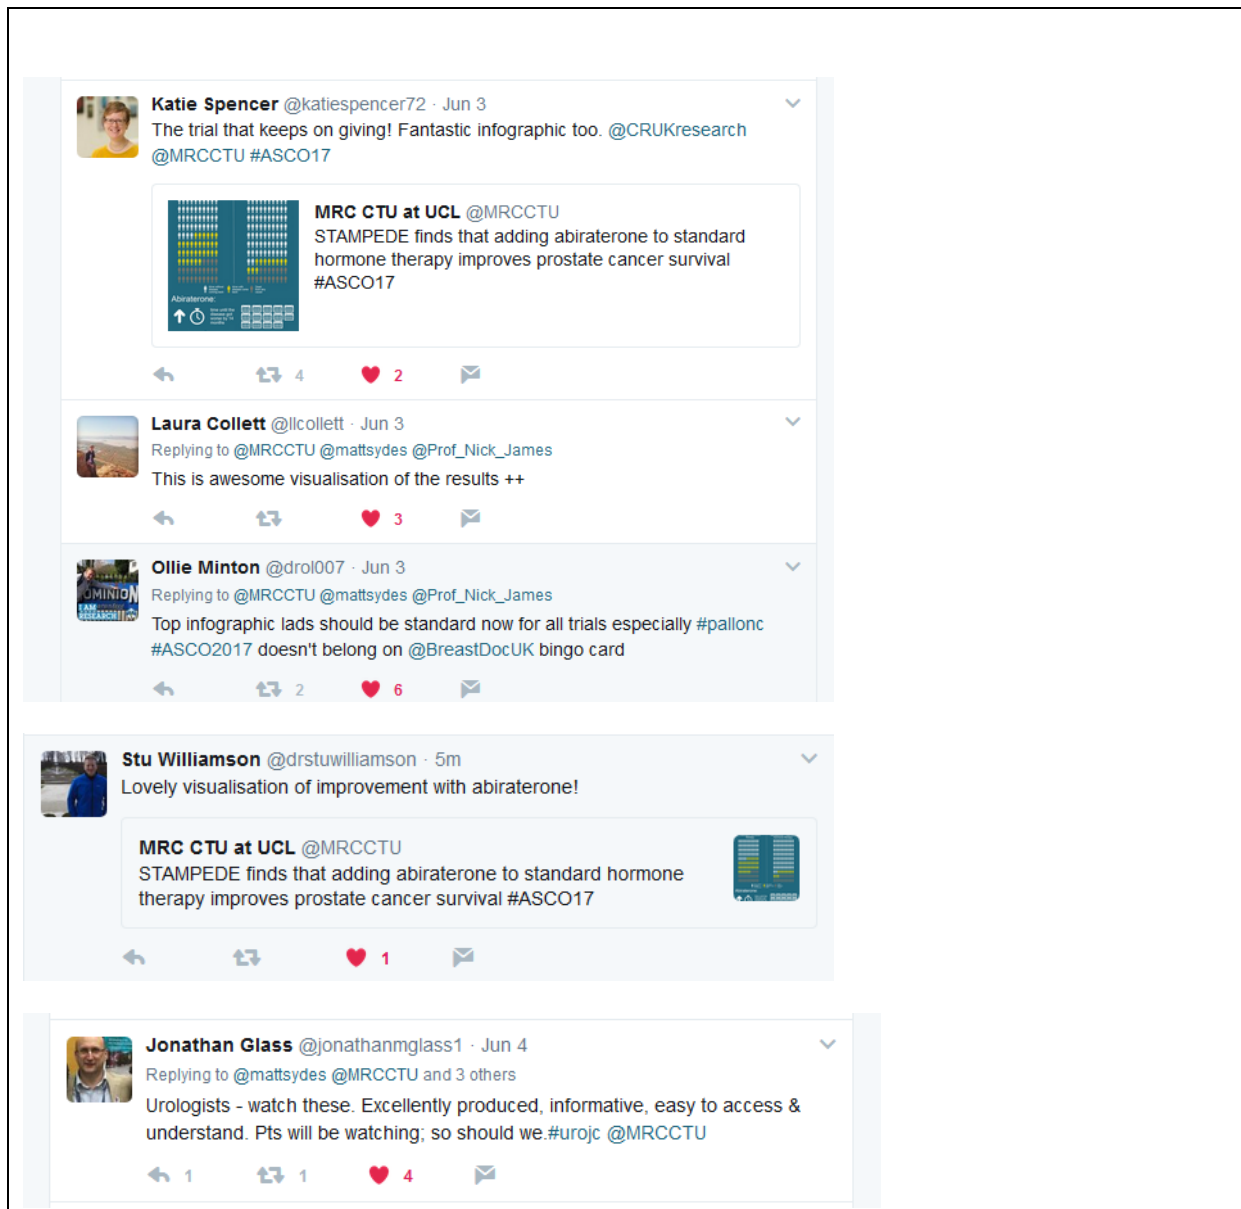 Katie Spencer @katiespencer72 · Jun 3
The trial that keeps on giving! Fantastic infographic too. @CRUKresearch
@MRCCTU #ASCO17
MRC CTU at UCL @MRCCTU
STAMPEDE finds that adding abiraterone to standard
hormone therapy improves prostate cancer survival
#ASCO17
Abiraterone:
4 2
Laura Collett @llcollett · Jun 3
Replying to @MRCCTU @mattsydes @Prof_Nick_James
This is awesome visualisation of the results ++
3
OMINION
I AM
RESEARCH
Ollie Minton @drol007 · Jun 3
Replying to @MRCCTU @mattsydes @Prof_Nick_James
Top infographic lads should be standard now for all trials especially #pallonc
#ASCO2017 doesn't belong on @BreastDocUK bingo card
2 6
Stu Williamson @drstuwilliamson · 5m
Lovely visualisation of improvement with abiraterone!
MRC CTU at UCL @MRCCTU
STAMPEDE finds that adding abiraterone to standard hormone
therapy improves prostate cancer survival #ASCO17
1
Jonathan Glass @jonathanmglass1 · Jun 4
Replying to @mattsydes @MRCCTU and 3 others
Urologists - watch these. Excellently produced, informative, easy to access &
understand. Pts will be watching; so should we.#urojc @MRCCTU
1 1 4